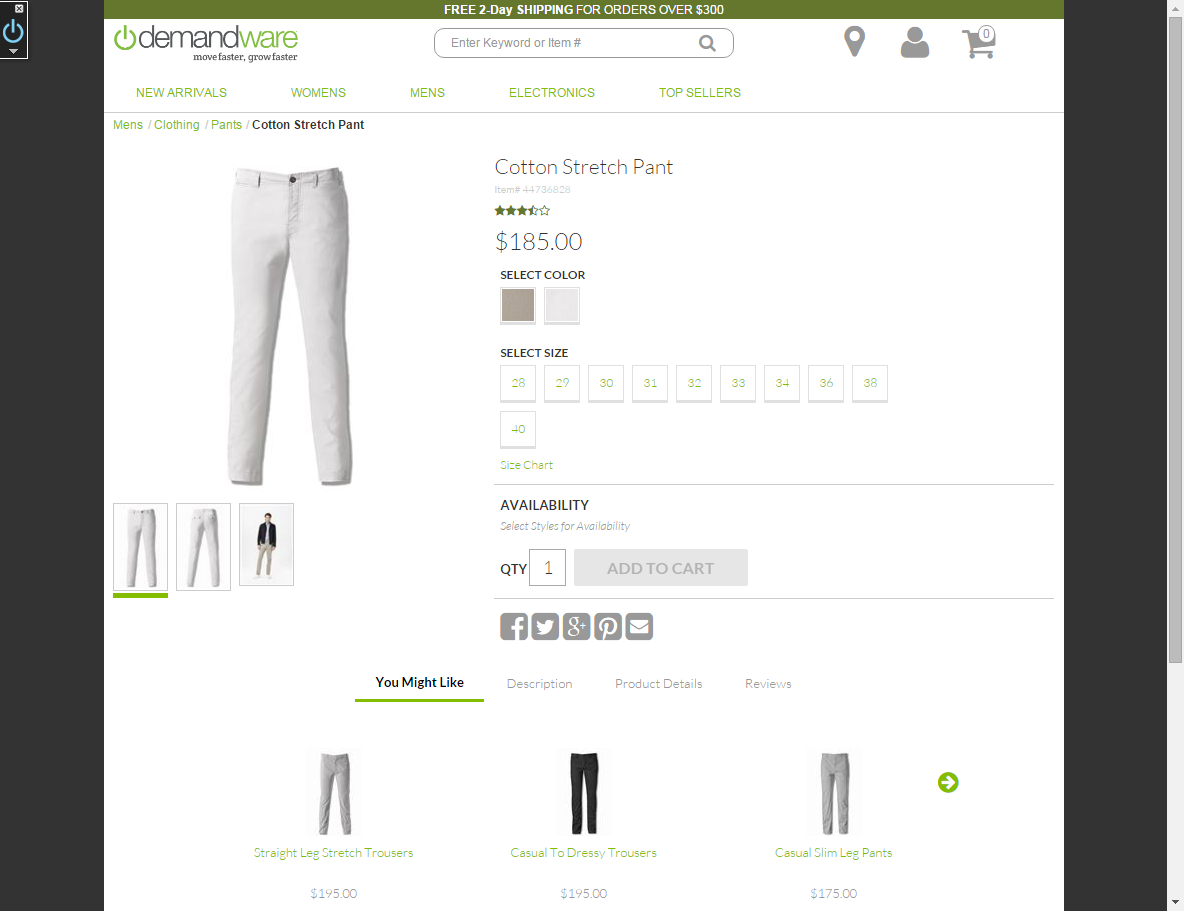 FREE 2-Day SHIPPING FOR ORDERS OVER $300
demandware
move faster, grow faster
Enter Keyword or Item #
0
NEW ARRIVALS WOMENS MENS ELECTRONICS TOP SELLERS
Mens / Clothing / Pants / Cotton Stretch Pant
Cotton Stretch Pant
Item# 44736828
$185.00
SELECT COLOR
SELECT SIZE
28 29 30 31 32 33 34 36 38
40
Size Chart
AVAILABILITY
Select Styles for Availability
QTY 1 ADD TO CART
You Might Like Description Product Details Reviews
Straight Leg Stretch Trousers Casual To Dressy Trousers Casual Slim Leg Pants
$195.00 $195.00 $175.00